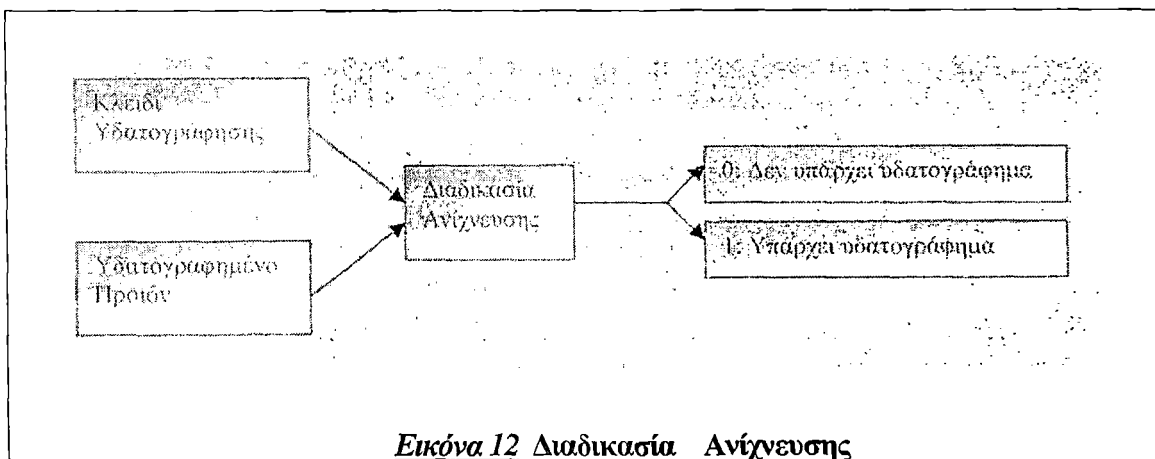 Κλειδί
Υδατογράφησης
Υδατογραφημένο
Προϊόν
Διαδικασία
Ανίχνευσης
0: Δεν υπάρχει υδατογράφημα
1: Υπάρχει υδατογράφημα
Εικόνα 12 Διαδικασία Ανίχνευσης